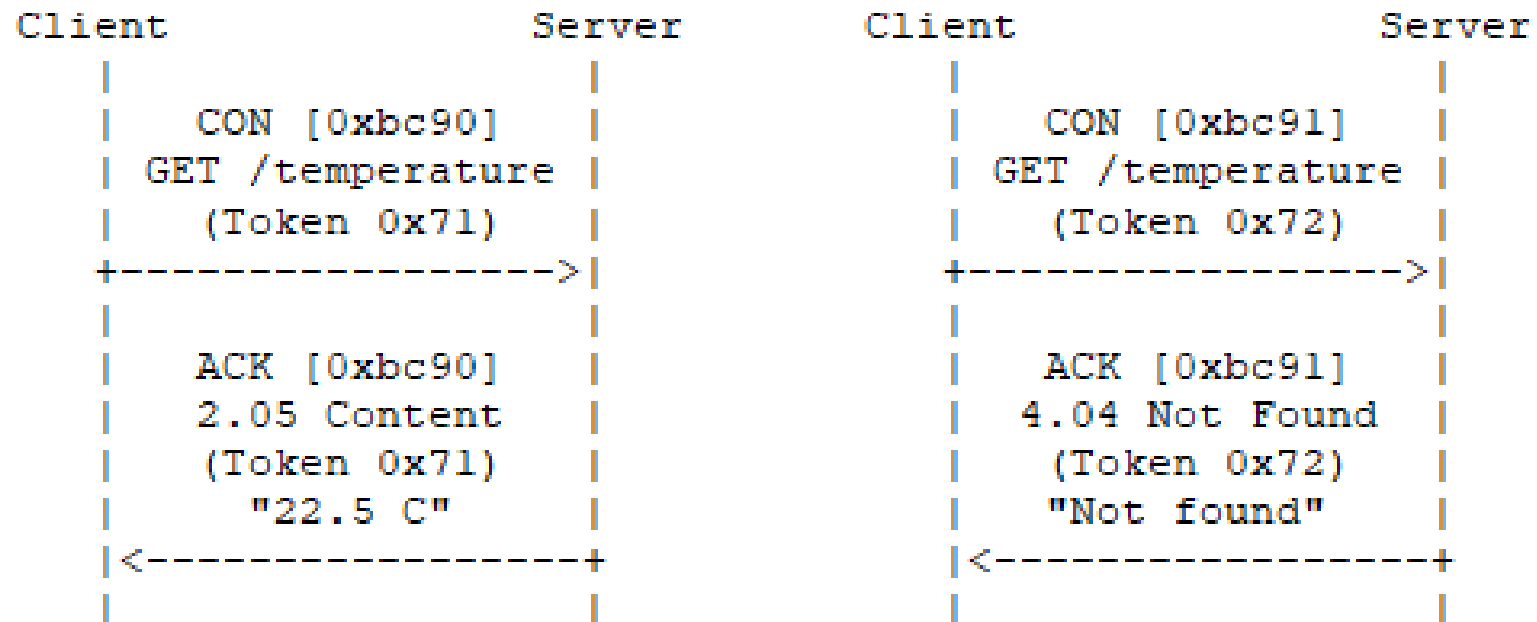 Client                Server          Client                Server
  |                      |              |                      |
  |    CON [0xbc90]      |              |    CON [0xbc91]      |
  |  GET /temperature    |              |  GET /temperature    |
  |    (Token 0x71)      |              |    (Token 0x72)      |
  +----------------->|              +----------------->|
  |                      |              |                      |
  |    ACK [0xbc90]      |              |    ACK [0xbc91]      |
  |    2.05 Content      |              |   4.04 Not Found     |
  |    (Token 0x71)      |              |    (Token 0x72)      |
  |      "22.5 C"        |              |    "Not found"       |
  |<-----------------+              |<-----------------+
  |                      |              |                      |